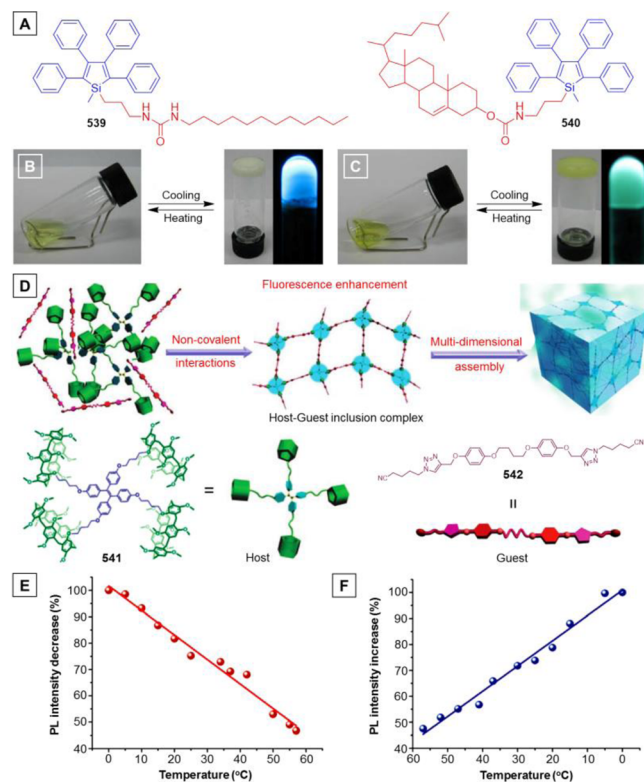 A
Si
Me
N
H
N
H
O
539
O
O
N
H
Si
Me
540
B
Cooling
Heating
C
Cooling
Heating
D
Fluorescence enhancement
Non-covalent
interactions
Multi-dimensional
assembly
Host-Guest inclusion complex
541
=
Host
NC
N
N=N
O
O
O
O
N
N=N
CN
542
=
Guest
E
PL intensity decrease (%)
100
90
80
70
60
50
40
0 10 20 30 40 50 60
Temperature (°C)
F
PL intensity increase (%)
100
90
80
70
60
50
40
60 50 40 30 20 10 0
Temperature (°C)